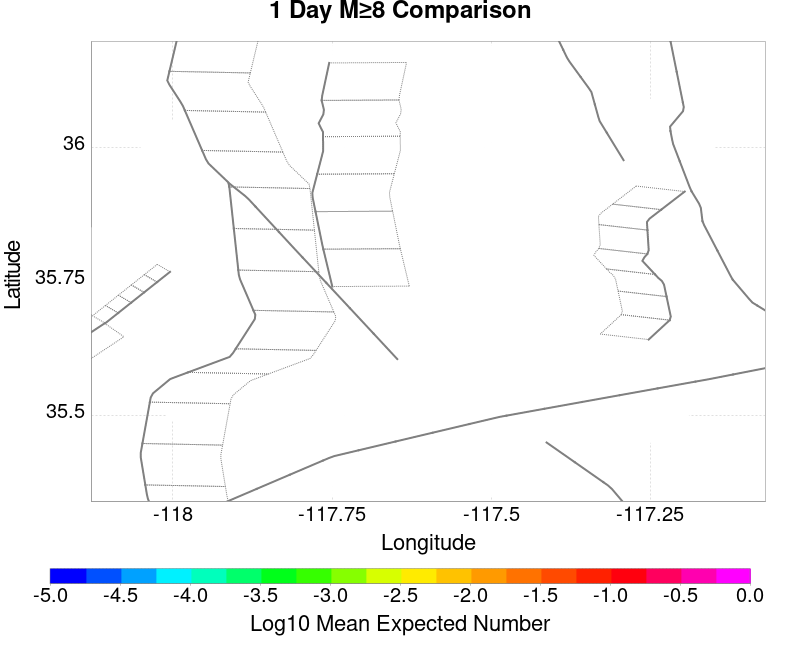 1 Day M≥8 Comparison
Latitude
36
35.75
35.5
-118 -117.75 -117.5 -117.25
Longitude
-5.0 -4.5 -4.0 -3.5 -3.0 -2.5 -2.0 -1.5 -1.0 -0.5 0.0
Log10 Mean Expected Number